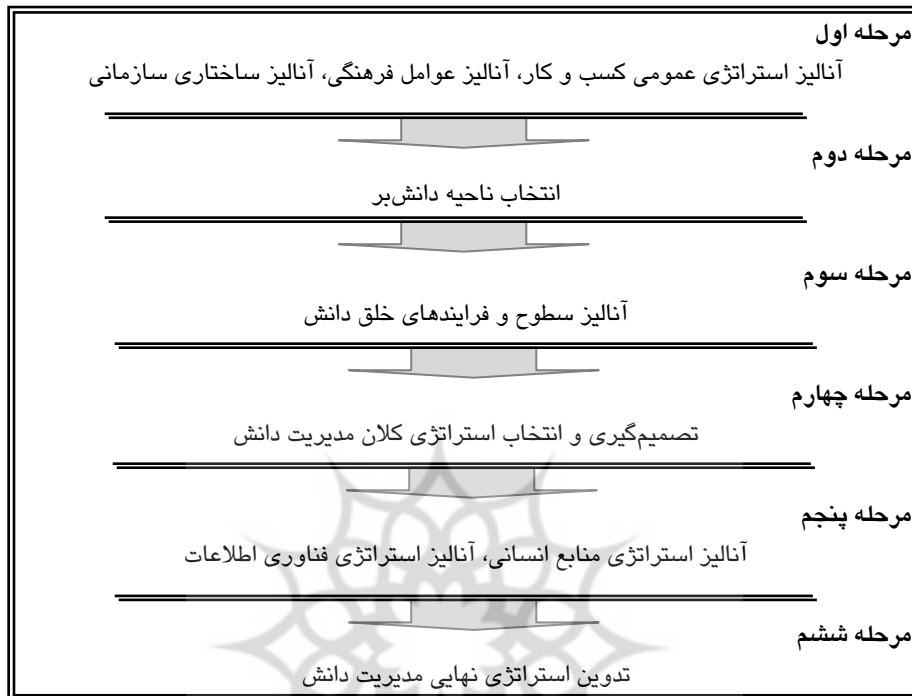 مرحله اول
آنالیز استراتژی عمومی کسب و کار، آنالیز عوامل فرهنگی، آنالیز ساختاری سازمانی
مرحله دوم
انتخاب ناحیه دانش‌بر
مرحله سوم
آنالیز سطوح و فرایندهای خلق دانش
مرحله چهارم
تصمیم‌گیری و انتخاب استراتژی کلان مدیریت دانش
مرحله پنجم
آنالیز استراتژی منابع انسانی، آنالیز استراتژی فناوری اطلاعات
مرحله ششم
تدوین استراتژی نهایی مدیریت دانش